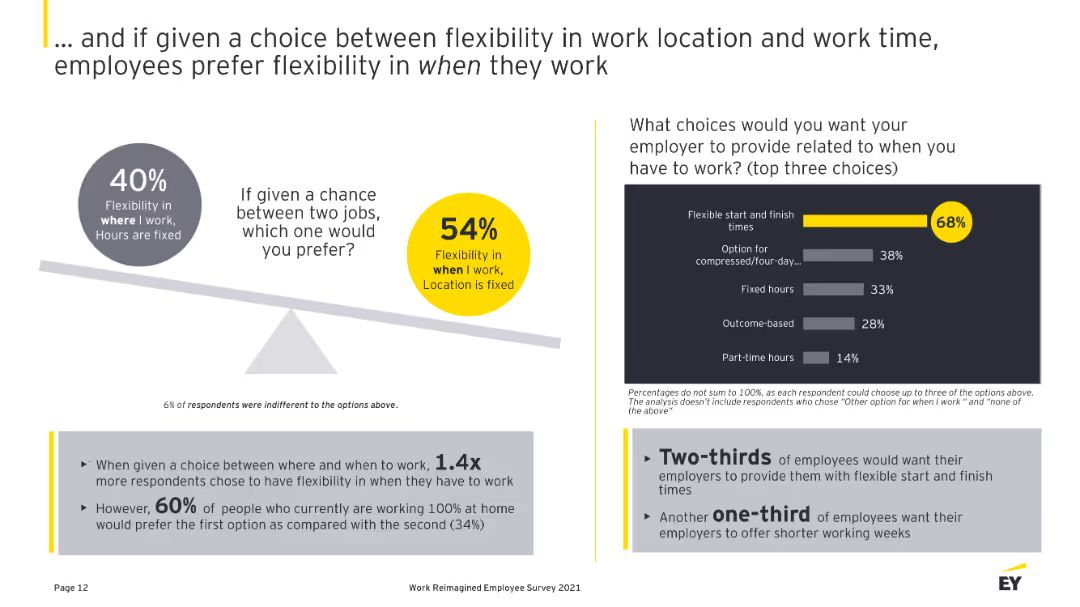 ... and if given a choice between flexibility in work location and work time,
employees prefer flexibility in when they work
40%
Flexibility in
where I work,
Hours are fixed
If given a chance
between two jobs,
which one would
you prefer?
54%
Flexibility in
when I work,
Location is fixed
6% of respondents were indifferent to the options above.
► When given a choice between where and when to work, 1.4x
more respondents chose to have flexibility in when they have to work
► However, 60% of people who currently are working 100% at home
would prefer the first option as compared with the second (34%)
What choices would you want your
employer to provide related to when you
have to work? (top three choices)
Flexible start and finish
times
68%
Option for
compressed/four-day...
38%
Fixed hours
33%
Outcome-based
28%
Part-time hours
14%
Percentages do not sum to 100%, as each respondent could choose up to three of the options above.
The analysis doesn't include respondents who chose "Other option for when I work " and "none of
the above"
► Two-thirds of employees would want their
employers to provide them with flexible start and finish
times
► Another one-third of employees want their
employers to offer shorter working weeks
Page 12
Work Reimagined Employee Survey 2021
EY